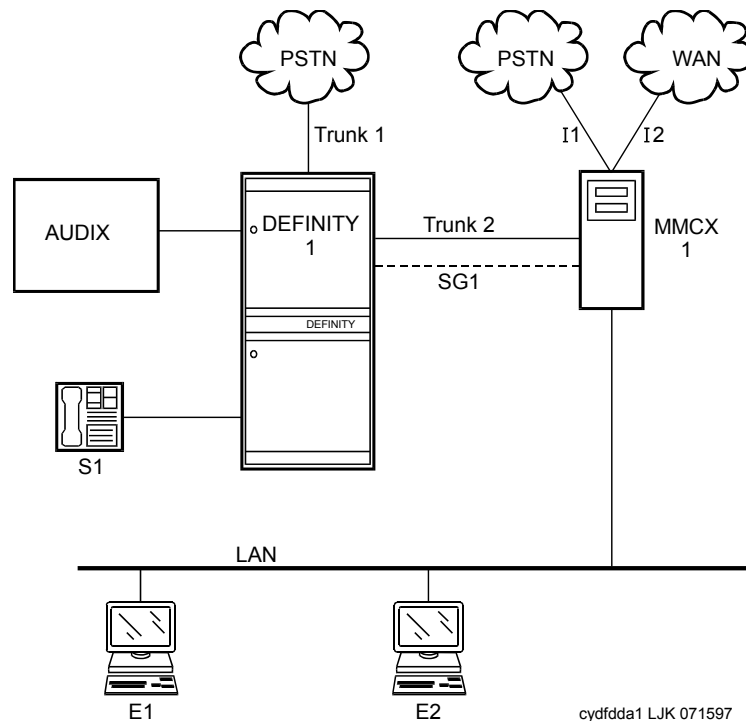 PSTN
PSTN
WAN
Trunk 1
I1
I2
AUDIX
DEFINITY
1
Trunk 2
MMCX
1
SG1
DEFINITY
S1
LAN
E1
E2
cydfdda1 LJK 071597